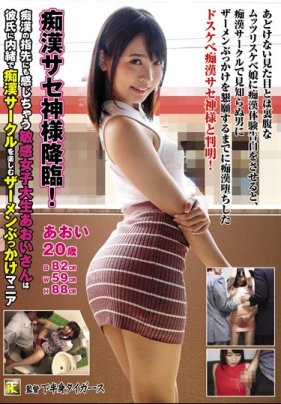 あどけない見た目とは裏腹な
ムッツリスケベ娘に痴漢体験告白をさせると、
痴漢サークルで見知らぬ男に
ザーメンぶっかけを懇願するまでに痴漢堕ちした
ドスケベ痴漢サセ神様と判明!
痴漢サセ神様降臨!
痴漢の指先でも感じちゃう敏感女子大生あおいさんは
彼氏に内緒で痴漢サークルを楽しむザーメンぶっかけマニア
あおい
20歳
B 82cm
W 59cm
H 88cm
監督 下半身タイガース